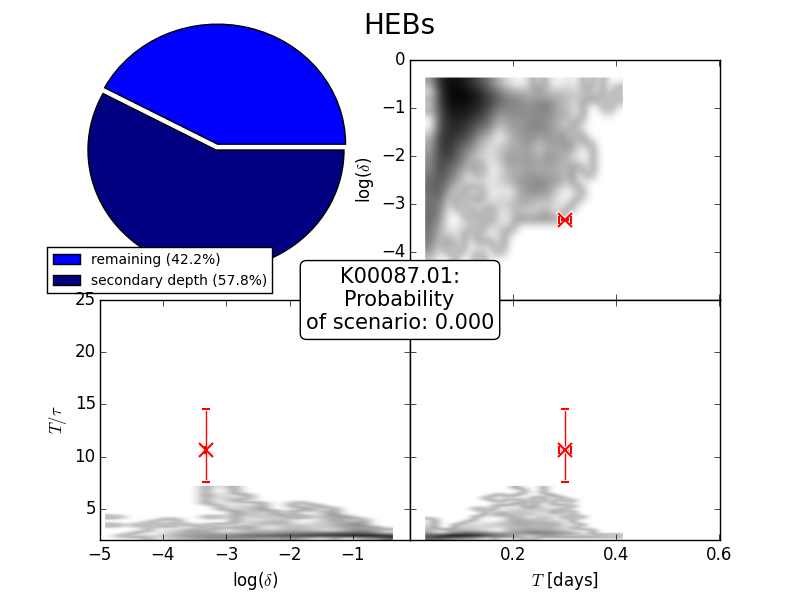 HEBs
remaining (42.2%)
secondary depth (57.8%)
0
−1
−2
−3
−4
log(δ)
K00087.01:
Probability
of scenario: 0.000
25
20
15
10
5
T/τ
−5
−4
−3
−2
−1
log(δ)
0.2
0.4
0.6
T [days]